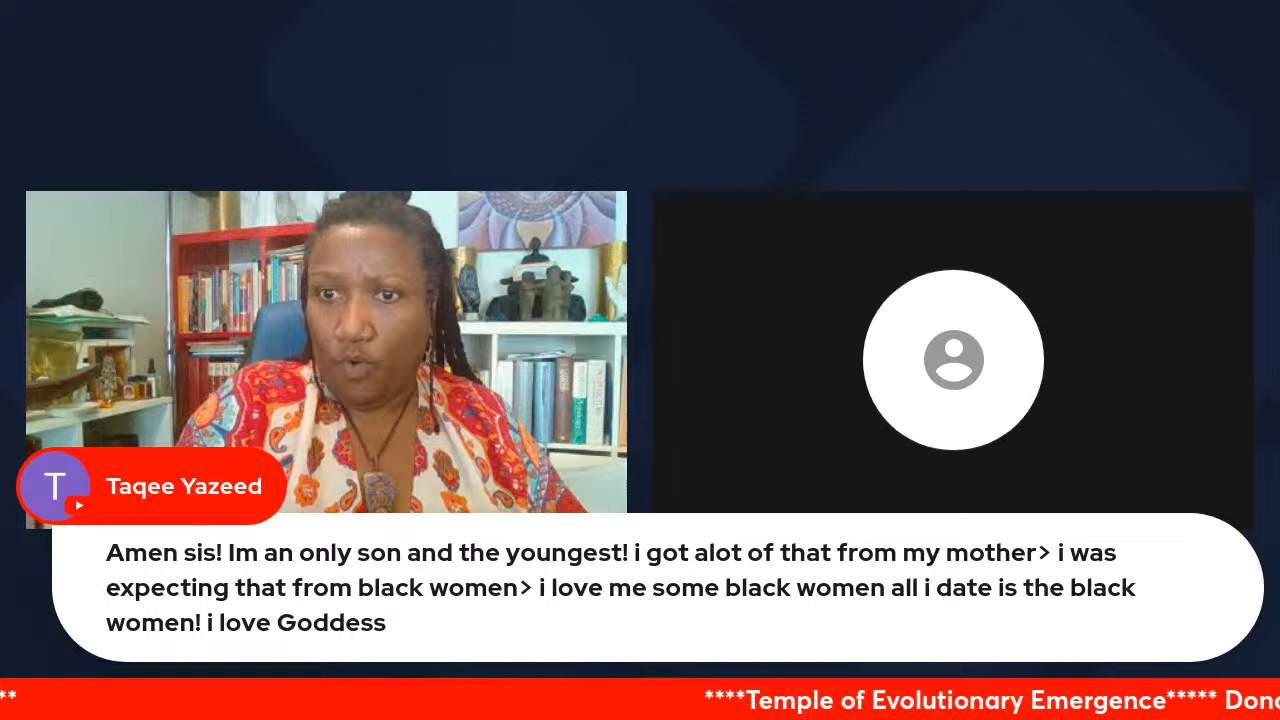 T
Taqee Yazeed
Amen sis! Im an only son and the youngest! i got alot of that from my mother> i was
expecting that from black women> i love me some black women all i date is the black
women! i love Goddess
** ****Temple of Evolutionary Emergence***** Dona